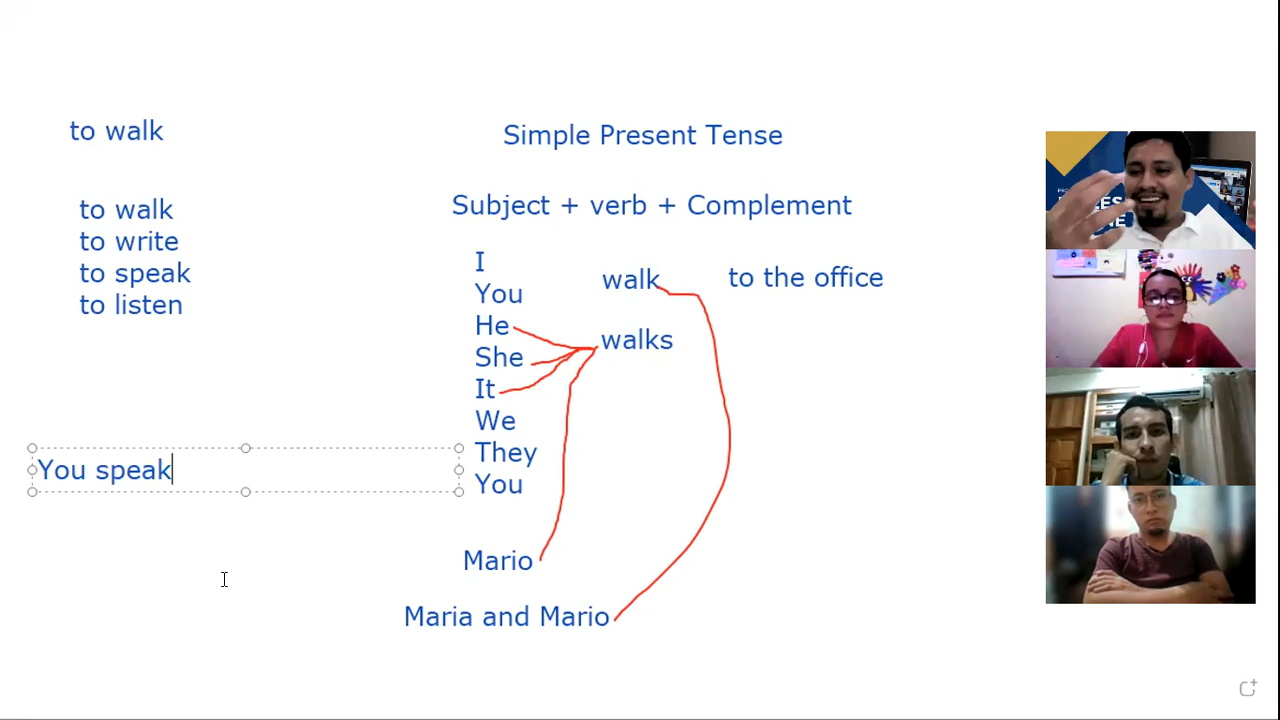 to walk
to walk
to write
to speak
to listen
You speak
Simple Present Tense
Subject + verb + Complement
I
You
He
She
It
We
They
You
walk
walks
to the office
Mario
Maria and Mario